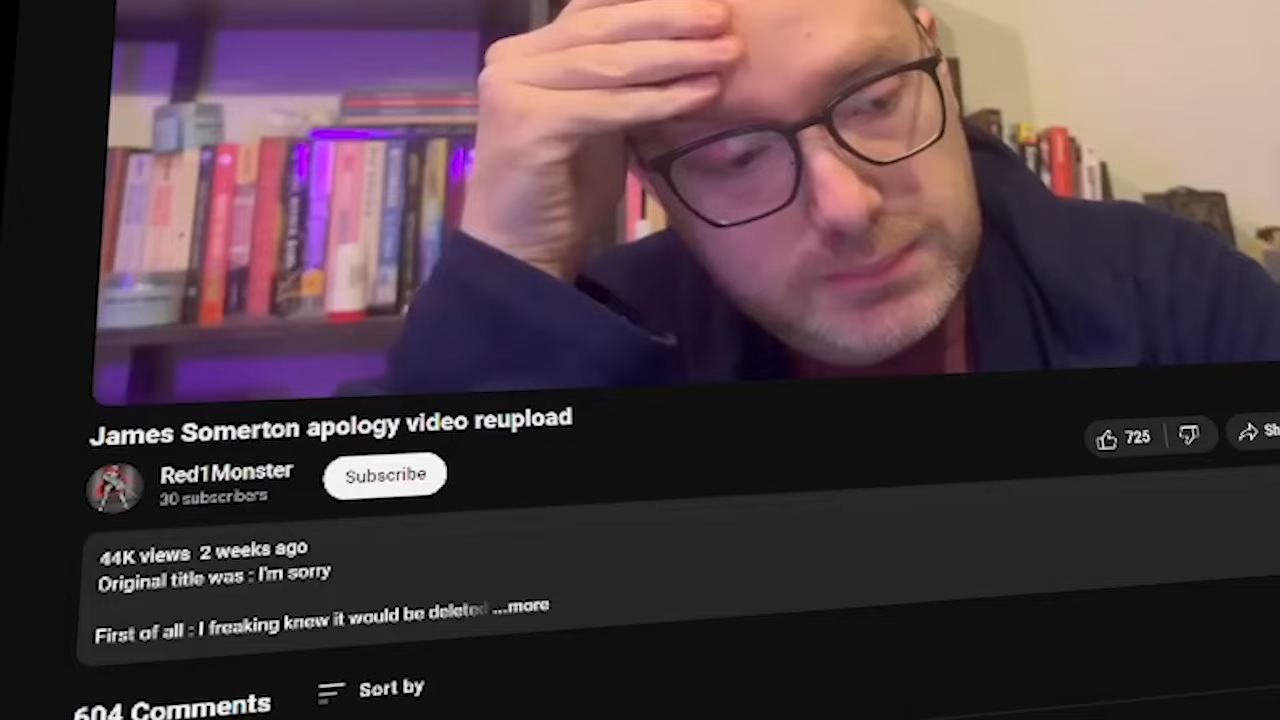 James Somerton apology video reupload
Red1Monster
30 subscribers
Subscribe
725
Sh
44K views 2 weeks ago
Original title was : I'm sorry
First of all : I freaking knew it would be deleted ...more
604 Comments
Sort by